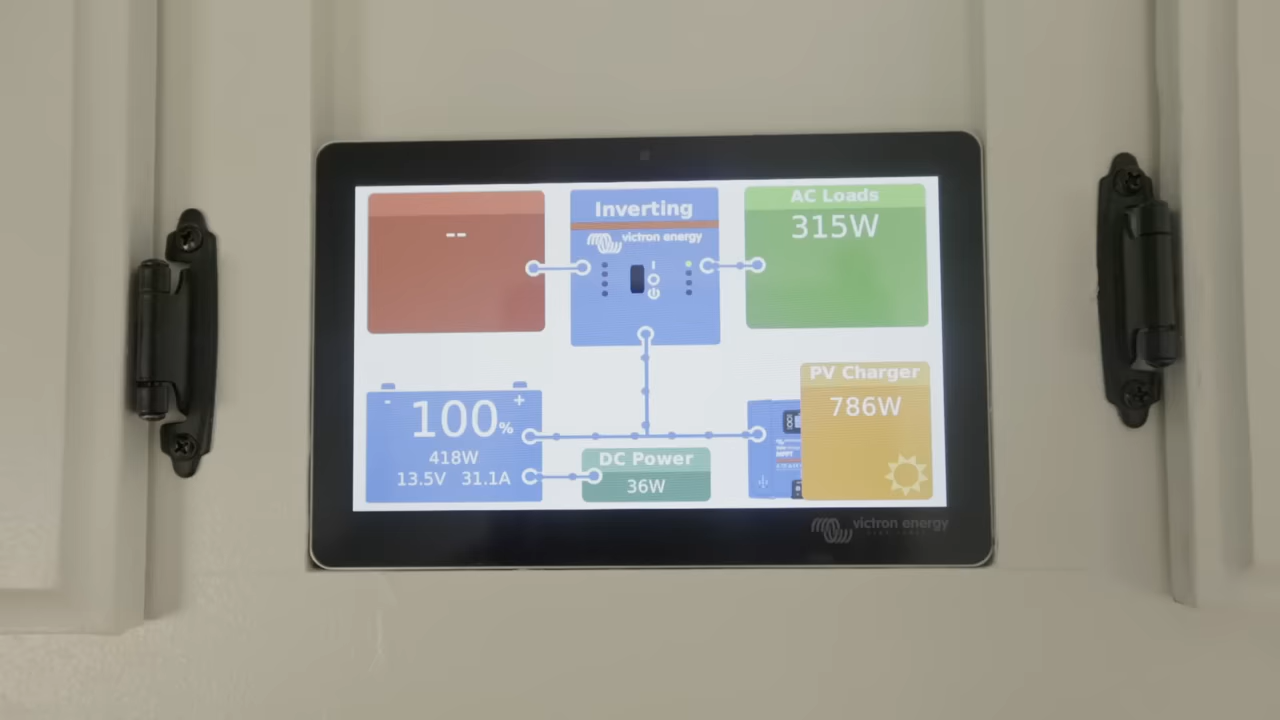 --
Inverting
victron energy
AC Loads
315W
- +
100%
418W
13.5V 31.1A
DC Power
36W
PV Charger
786W
MPPT
victron energy